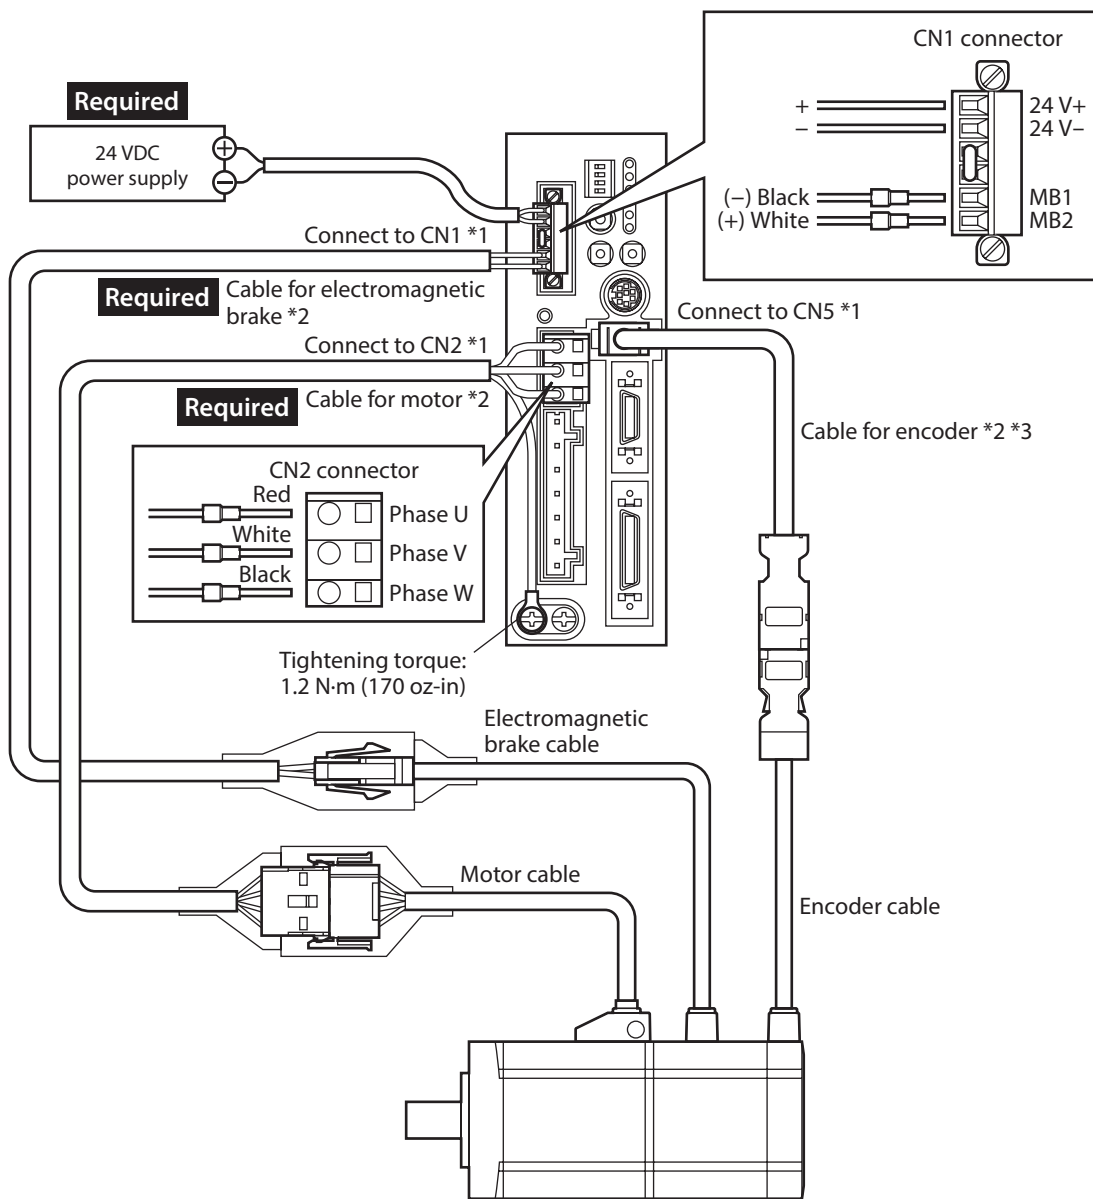 CN1 connector
Required
+
24 V+
−
24 V−
24 VDC
power supply
(−) Black
MB1
(+) White
MB2
Connect to CN1 *1
Required
Cable for electromagnetic
brake *2
Connect to CN5 *1
Connect to CN2 *1
Required
Cable for motor *2
Cable for encoder *2 *3
CN2 connector
Red
Phase U
White
Phase V
Black
Phase W
Tightening torque:
1.2 N·m (170 oz-in)
Electromagnetic
brake cable
Motor cable
Encoder cable